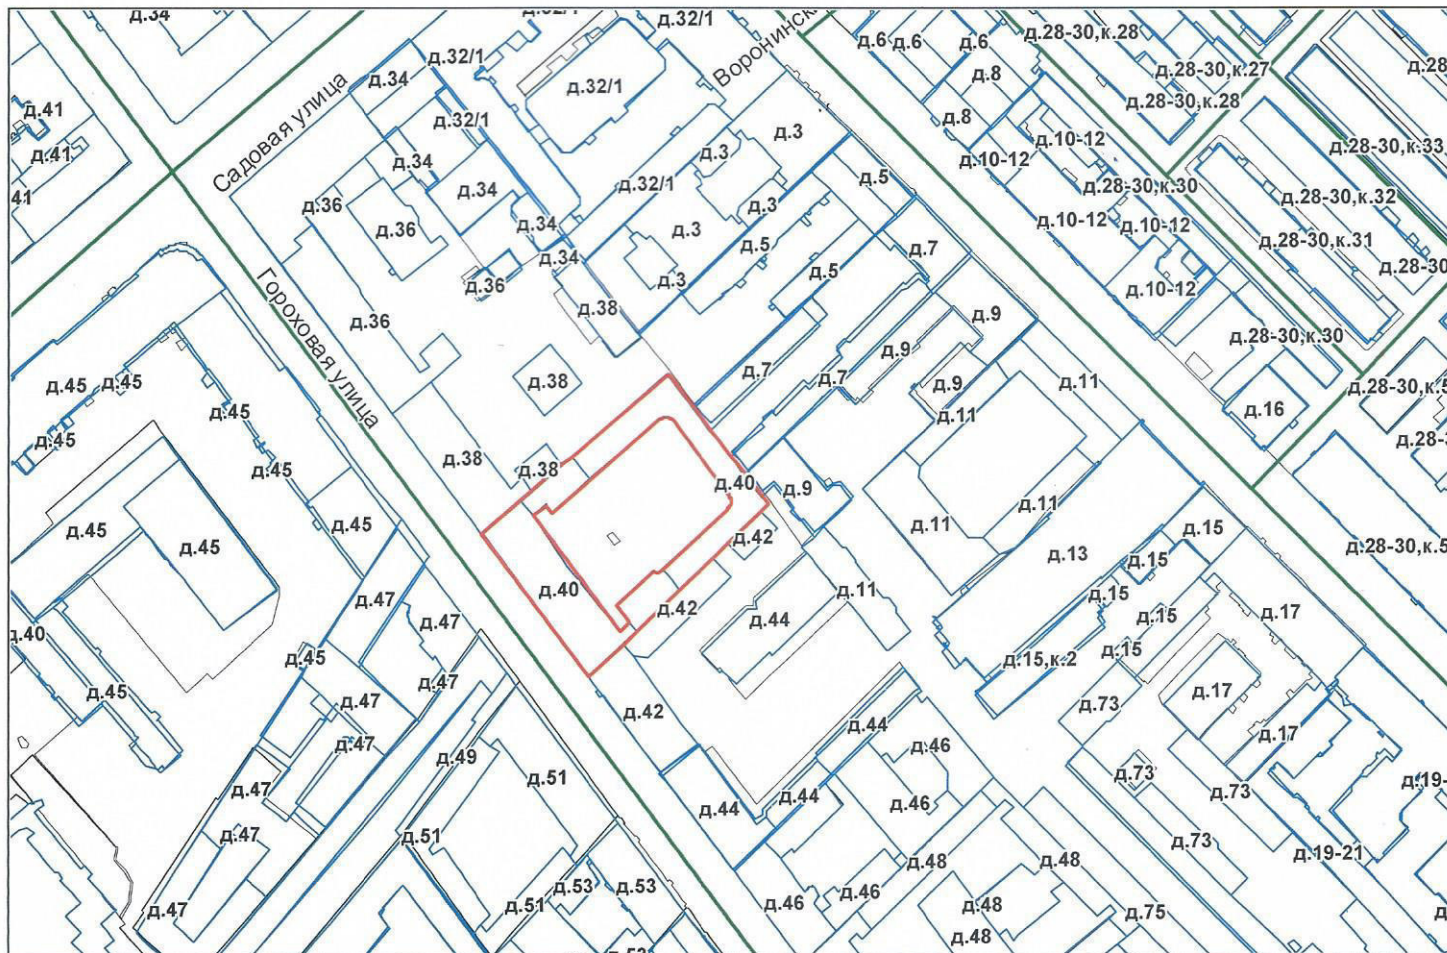 д.34
д.32/1
д.32/1
Садовая улица
д.34
д.32/1
д.32/1
д.32/1
д.6
д.6
д.6
д.8
д.8
д.28-30,к.28
д.28-30,к.27
д.28-30,к.28
д.41
д.41
41
д.34
д.34
д.34
д.34
д.32/1
д.3
д.3
д.3
д.3
д.3
д.5
д.5
д.5
д.10-12
д.10-12
д.10-12
д.10-12
д.10-12
д.28-30,к.30
д.28-30,к.33
д.28-30,к.32
д.28-30,к.31
д.28-30,к.30
д.36
д.36
д.36
д.36
д.38
д.38
д.38
д.38
Гороховая улица
д.7
д.7
д.7
д.9
д.9
д.9
д.9
д.11
д.11
д.11
д.11
д.11
д.16
д.45
д.45
д.45
д.45
д.45
д.45
д.45
д.45
д.45
д.45
д.40
д.40
д.40
д.42
д.42
д.42
д.44
д.44
д.44
д.44
д.13
д.15
д.15
д.15
д.15
д.15
д.15,к.2
д.17
д.17
д.17
д.47
д.47
д.47
д.47
д.47
д.47
д.47
д.47
д.49
д.51
д.51
д.51
д.53
д.53
д.46
д.46
д.46
д.46
д.48
д.48
д.48
д.48
д.73
д.73
д.73
д.73
д.75
д.19-21